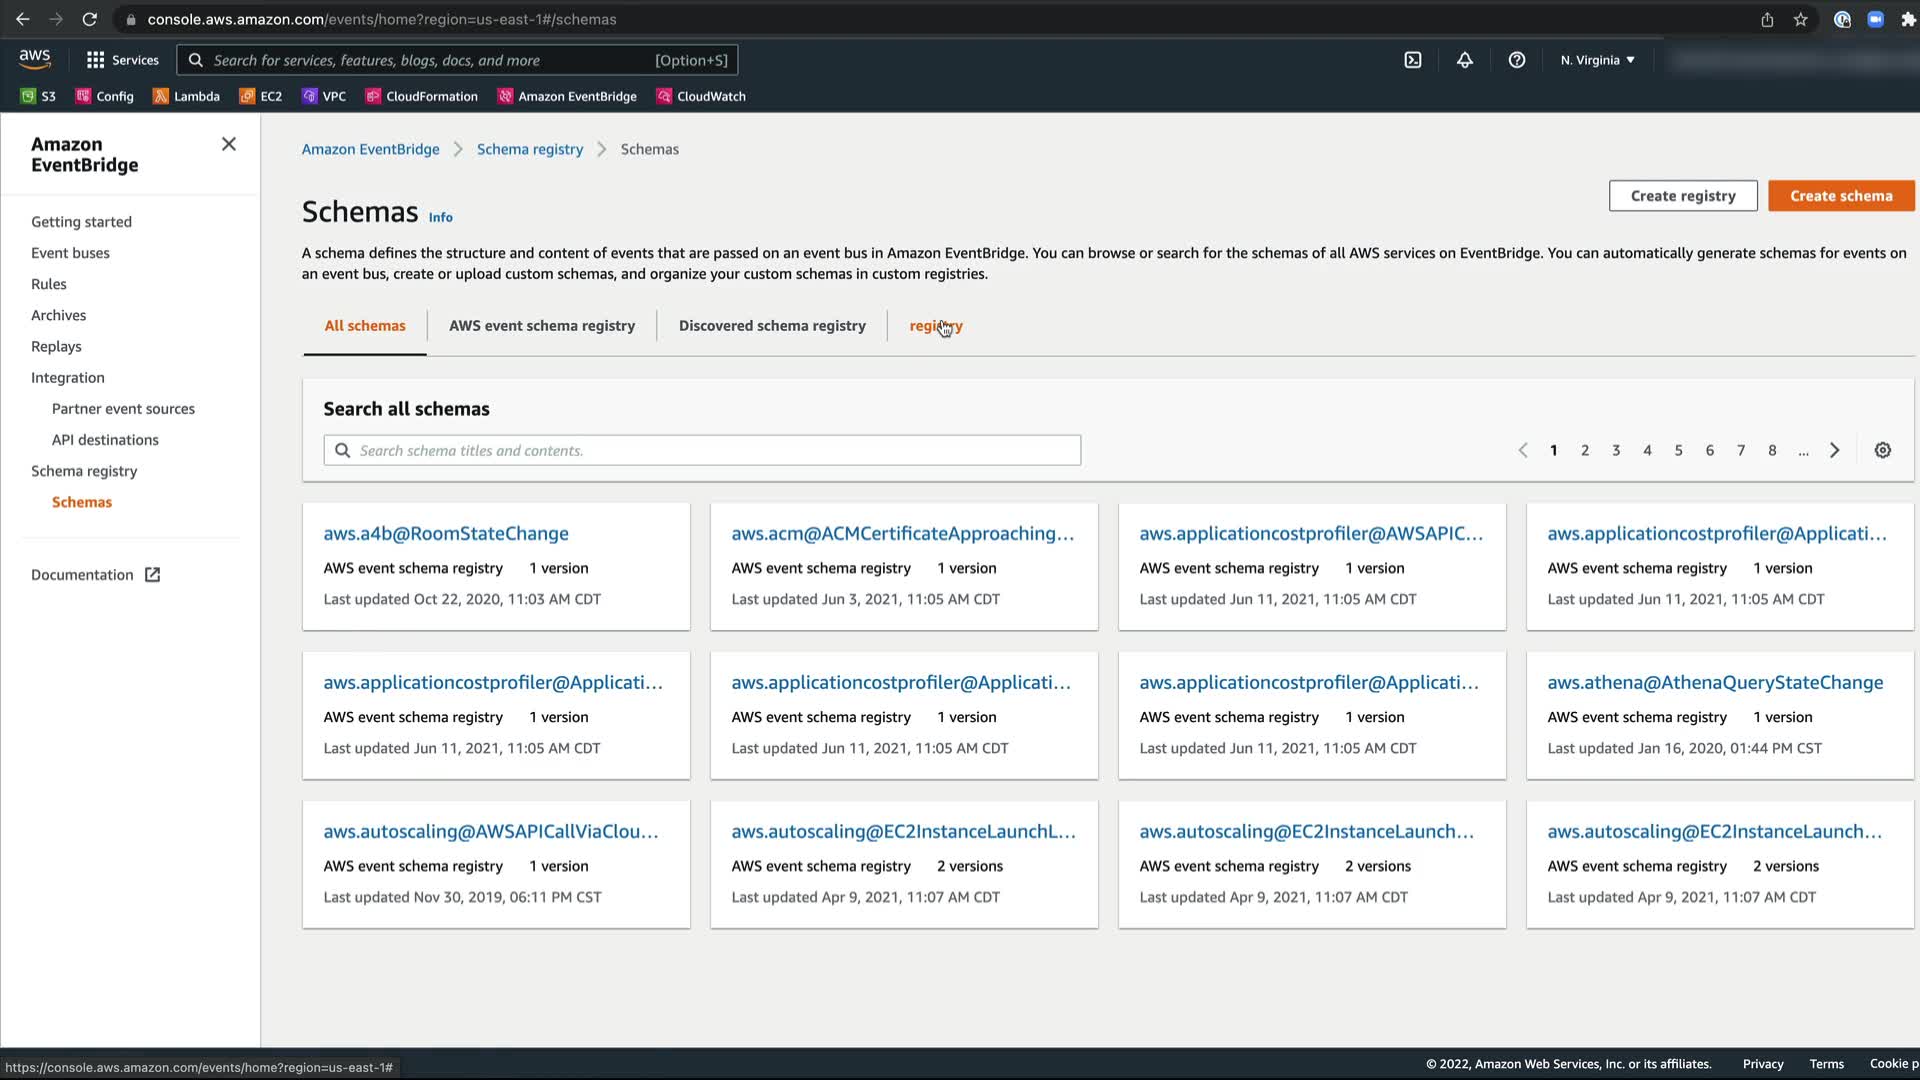 console.aws.amazon.com/events/home?region=us-east-1#/schemas
aws
Services
Search for services, features, blogs, docs, and more
[Option+S]
N. Virginia
S3
Config
Lambda
EC2
VPC
CloudFormation
Amazon EventBridge
CloudWatch
Amazon
EventBridge
Getting started
Event buses
Rules
Archives
Replays
Integration
Partner event sources
API destinations
Schema registry
Schemas
Documentation
Amazon EventBridge
Schema registry
Schemas
Schemas Info
Create registry
Create schema
A schema defines the structure and content of events that are passed on an event bus in Amazon EventBridge. You can browse or search for the schemas of all AWS services on EventBridge. You can automatically generate schemas for events on
an event bus, create or upload custom schemas, and organize your custom schemas in custom registries.
All schemas
AWS event schema registry
Discovered schema registry
registry
Search all schemas
Search schema titles and contents.
1 2 3 4 5 6 7 8 ...
aws.a4b@RoomStateChange
AWS event schema registry 1 version
Last updated Oct 22, 2020, 11:03 AM CDT
aws.acm@ACMCertificateApproaching...
AWS event schema registry 1 version
Last updated Jun 3, 2021, 11:05 AM CDT
aws.applicationcostprofiler@AWSAPIC...
AWS event schema registry 1 version
Last updated Jun 11, 2021, 11:05 AM CDT
aws.applicationcostprofiler@Applicati...
AWS event schema registry 1 version
Last updated Jun 11, 2021, 11:05 AM CDT
aws.applicationcostprofiler@Applicati...
AWS event schema registry 1 version
Last updated Jun 11, 2021, 11:05 AM CDT
aws.applicationcostprofiler@Applicati...
AWS event schema registry 1 version
Last updated Jun 11, 2021, 11:05 AM CDT
aws.applicationcostprofiler@Applicati...
AWS event schema registry 1 version
Last updated Jun 11, 2021, 11:05 AM CDT
aws.athena@AthenaQueryStateChange
AWS event schema registry 1 version
Last updated Jan 16, 2020, 01:44 PM CST
aws.autoscaling@AWSAPICallViaClou...
AWS event schema registry 1 version
Last updated Nov 30, 2019, 06:11 PM CST
aws.autoscaling@EC2InstanceLaunchL...
AWS event schema registry 2 versions
Last updated Apr 9, 2021, 11:07 AM CDT
aws.autoscaling@EC2InstanceLaunch...
AWS event schema registry 2 versions
Last updated Apr 9, 2021, 11:07 AM CDT
aws.autoscaling@EC2InstanceLaunch...
AWS event schema registry 2 versions
Last updated Apr 9, 2021, 11:07 AM CDT
https://console.aws.amazon.com/events/home?region=us-east-1#
© 2022, Amazon Web Services, Inc. or its affiliates.
Privacy
Terms
Cookie p